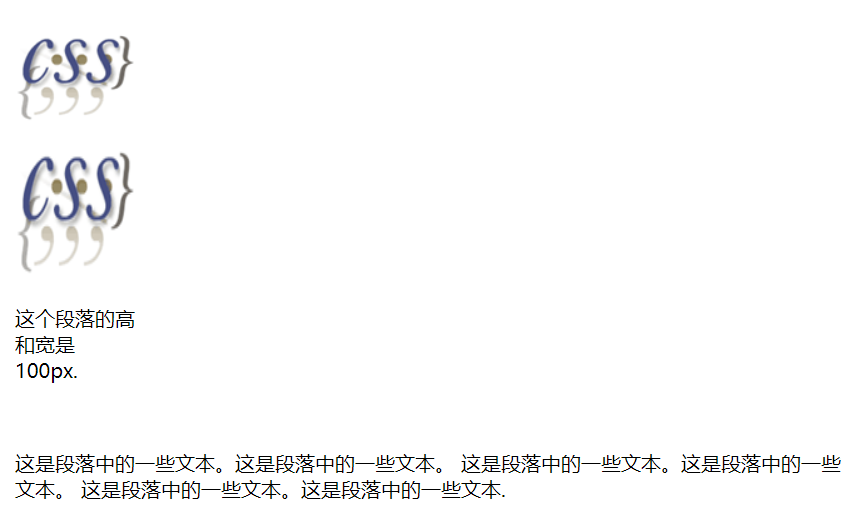 CSS}
{;;;
CSS}
{;;;
这个段落的高
和宽是
100px.
这是段落中的一些文本。这是段落中的一些文本。 这是段落中的一些文本。这是段落中的一些
文本。 这是段落中的一些文本。这是段落中的一些文本.